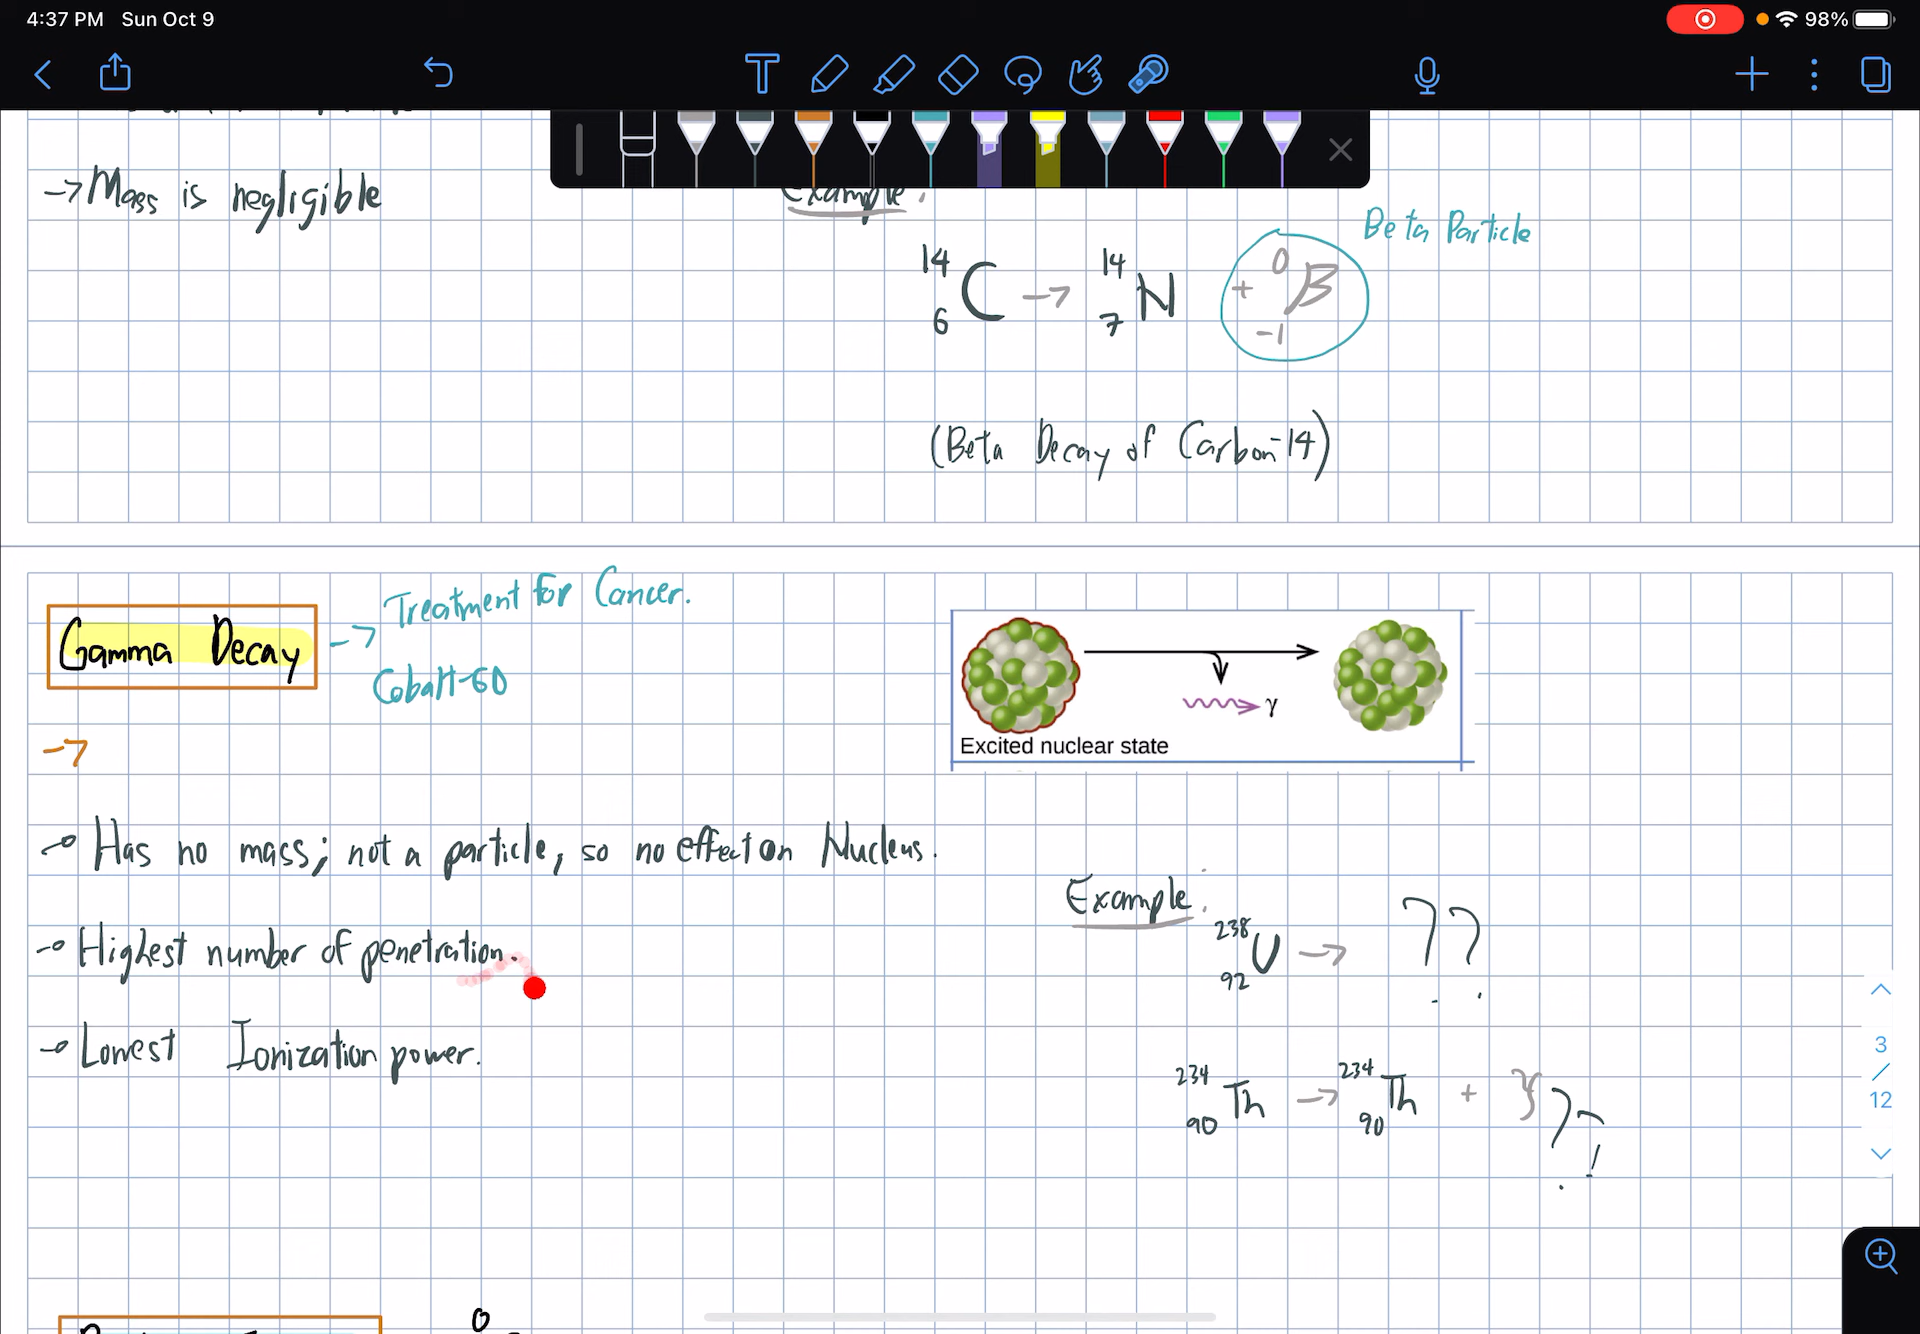 4:37 PM Sun Oct 9
98%
→ Mass is negligible
Example:
Beta Particle
14 6 C → 14 7 N + 0 -1 β
(Beta Decay of Carbon-14)
Gamma Decay → Treatment for Cancer.
Cobalt-60
→
γ
Excited nuclear state
Has no mass; not a particle, so no effect on Nucleus.
Example:
238 92 U → ??
Highest number of penetration.
Lowest Ionization power.
234 90 Th → 234 90 Th + γ ??
3
/
12
0